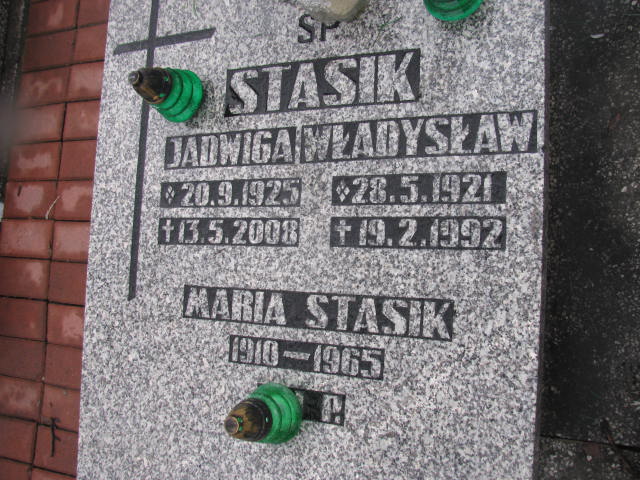 ŚP
STASIK
JADWIGA WŁADYSŁAW
20.9.1925 28.5.1921
†13.5.2008 †19.2.1992
MARIA STASIK
1910—1965